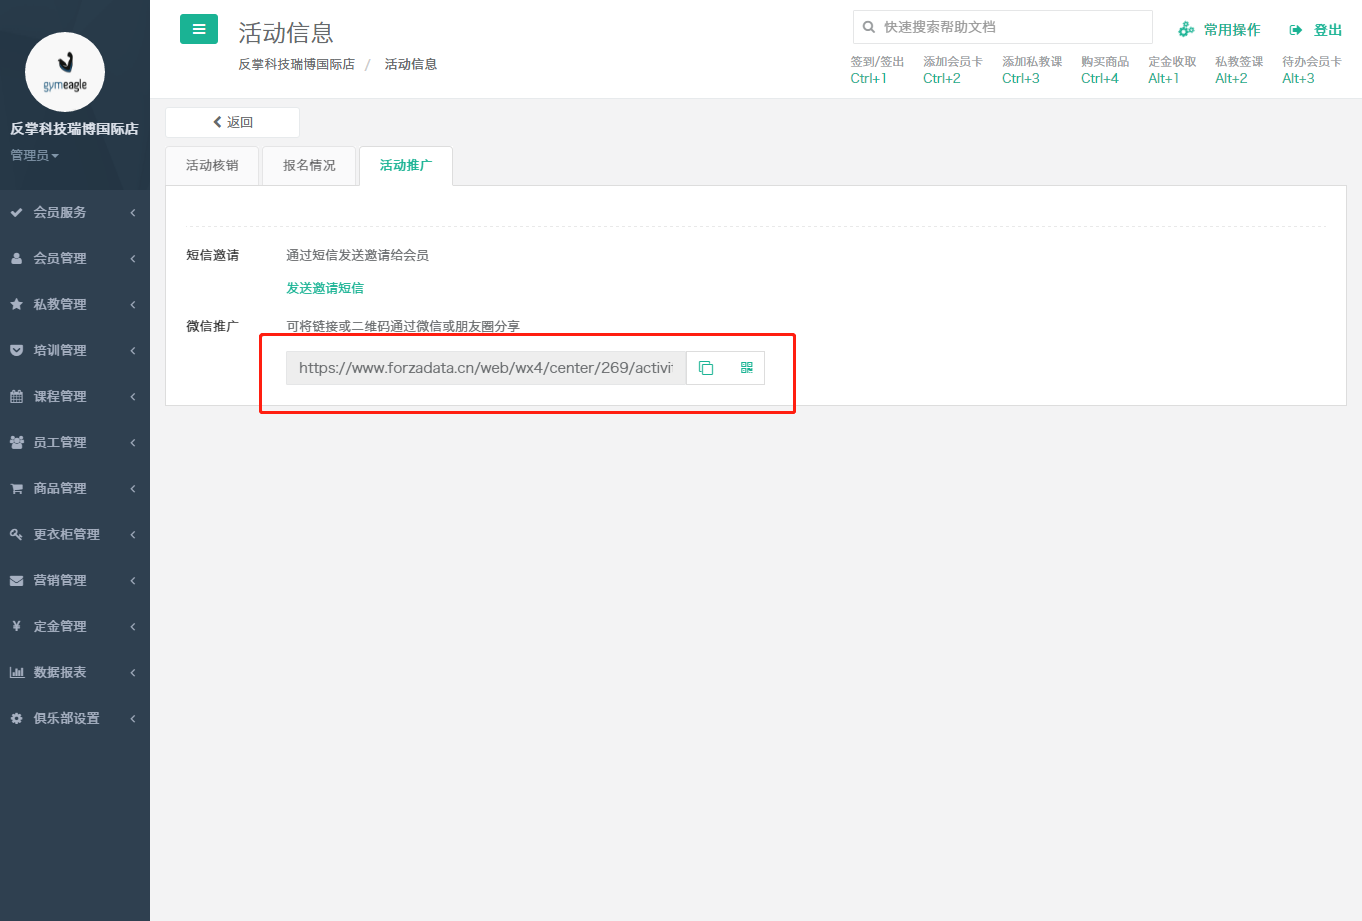 活动信息
反掌科技瑞博国际店 / 活动信息
快速搜索帮助文档
常用操作
登出
签到/签出 添加会员卡 添加私教课 购买商品 定金收取 私教签课 待办会员卡
Ctrl+1 Ctrl+2 Ctrl+3 Ctrl+4 Alt+1 Alt+2 Alt+3
gymeagle
反掌科技瑞博国际店
管理员
会员服务
会员管理
私教管理
培训管理
课程管理
员工管理
商品管理
更衣柜管理
营销管理
定金管理
数据报表
俱乐部设置
返回
活动核销 报名情况 活动推广
短信邀请 通过短信发送邀请给会员
发送邀请短信
微信推广 可将链接或二维码通过微信或朋友圈分享
https://www.forzadata.cn/web/wx4/center/269/activi